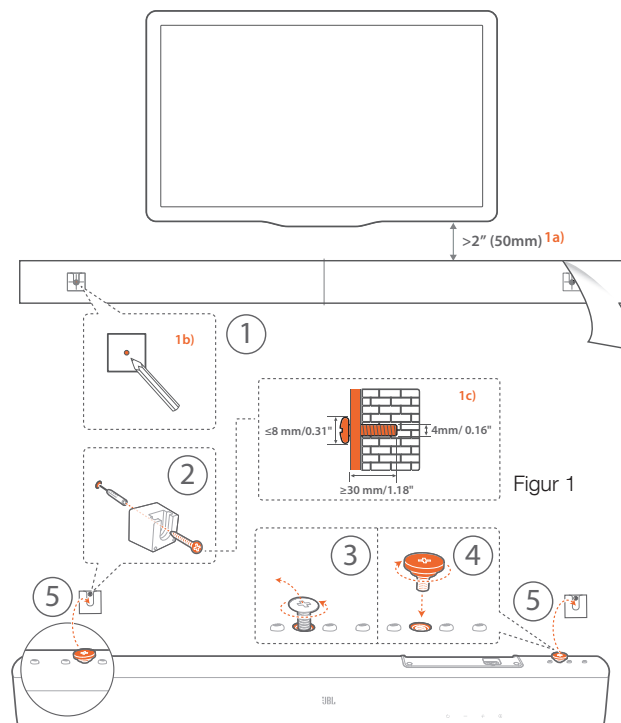 >2” (50mm) 1a)
1b)
1
1c)
≤8 mm/0.31"
4mm/ 0.16"
≥30 mm/1.18"
Figur 1
2
3
4
5
5
JBL